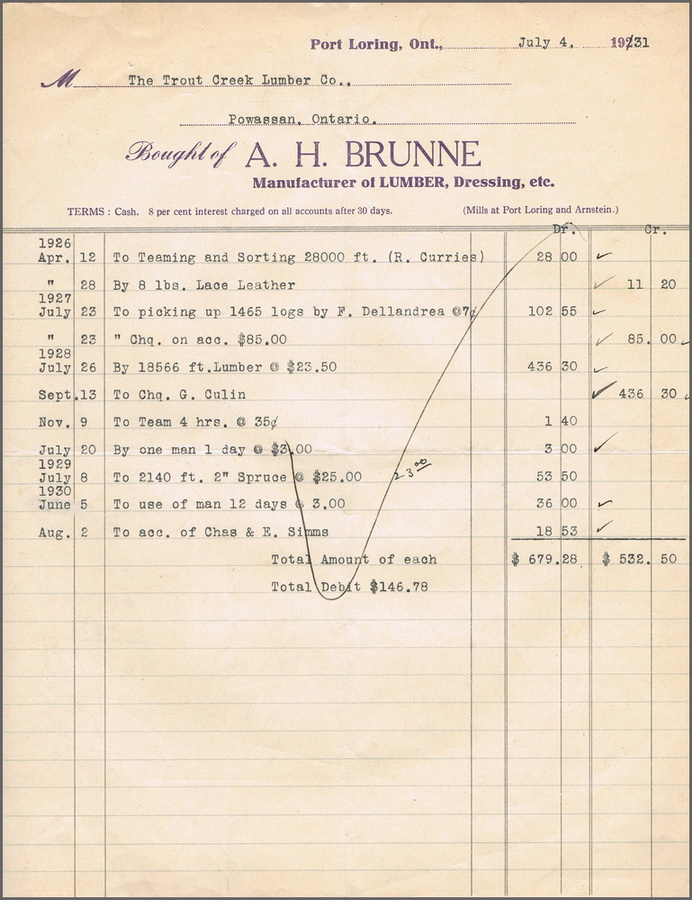 Port Loring, Ont., July 4, 19231
M The Trout Creek Lumber Co.,
Powassan, Ontario.
Bought of A. H. BRUNNE
Manufacturer of LUMBER, Dressing, etc.
TERMS : Cash. 8 per cent interest charged on all accounts after 30 days. (Mills at Port Loring and Arnstein.)
Dr. Cr.
1926
Apr. 12 To Teaming and Sorting 28000 ft. (R. Curries) 28 00
" 28 By 8 lbs. Lace Leather 11 20
1927
July 23 To picking up 1465 logs by F. Dellandrea @7¢ 102 55
" 23 " Chq. on acc. $85.00 85. 00
1928
July 26 By 18566 ft.Lumber @ $23.50 436 30
Sept.13 To Chq. G. Culin 436 30
Nov. 9 To Team 4 hrs. @ 35¢ 1 40
July 20 By one man 1 day @ $3.00 3 00
1929
July 8 To 2140 ft. 2" Spruce @ $25.00 23 00 53 50
1930
June 5 To use of man 12 days @ 3.00 36 00
Aug. 2 To acc. of Chas & E. Simms 18 53
Total Amount of each $ 679.28 $ 532. 50
Total Debit $146.78